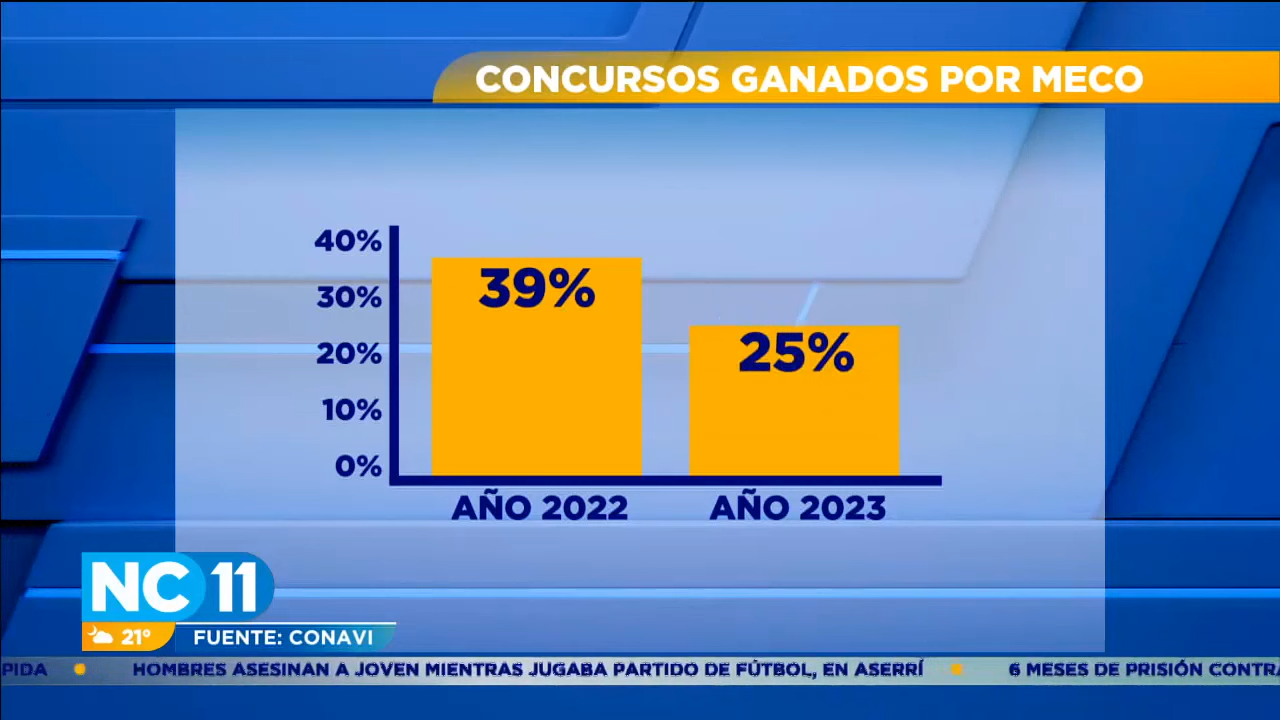 CONCURSOS GANADOS POR MECO
40%
30%
20%
10%
0%
39%
25%
AÑO 2022
AÑO 2023
NC 11
21°
FUENTE: CONAVI
PIDA
HOMBRES ASESINAN A JOVEN MIENTRAS JUGABA PARTIDO DE FÚTBOL, EN ASERRÍ
6 MESES DE PRISIÓN CONTRA